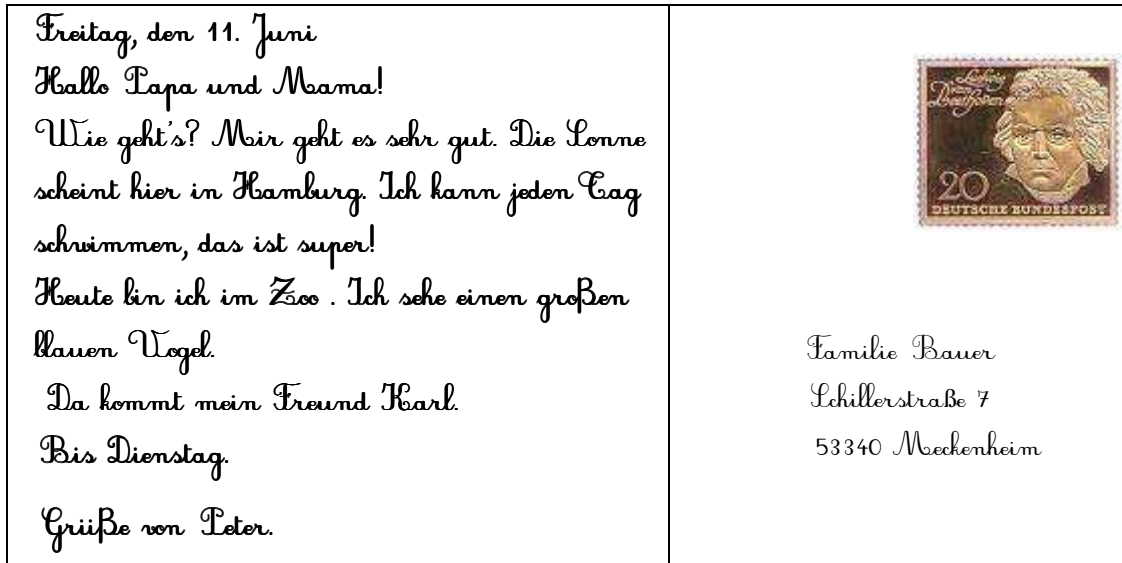 Freitag, den 11. Juni
Hallo Papa und Mama!
Wie geht's? Mir geht es sehr gut. Die Sonne
scheint hier in Hamburg. Ich kann jeden Tag
schwimmen, das ist super!
Heute bin ich im Zoo . Ich sehe einen großen
blauen Vogel.
Da kommt mein Freund Karl.
Bis Dienstag.
Grüße von Peter.
Ludwig
van
Beethoven
20
DEUTSCHE BUNDESPOST
Familie Bauer
Schillerstraße 7
53340 Meckenheim